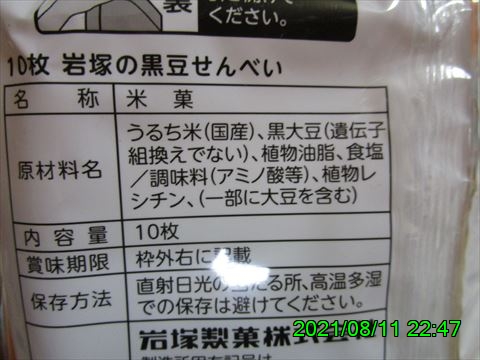 ください。
10枚 岩塚の黒豆せんべい
名称 米菓
原材料名 うるち米(国産)、黒大豆(遺伝子
組換えでない)、植物油脂、食塩
/調味料(アミノ酸等)、植物レ
シチン、(一部に大豆を含む)
内容量 10枚
賞味期限 枠外右に記載
保存方法 直射日光の当たる所、高温多湿
での保存は避けてください。
岩塚製菓株式会社
2021/08/11 22:47